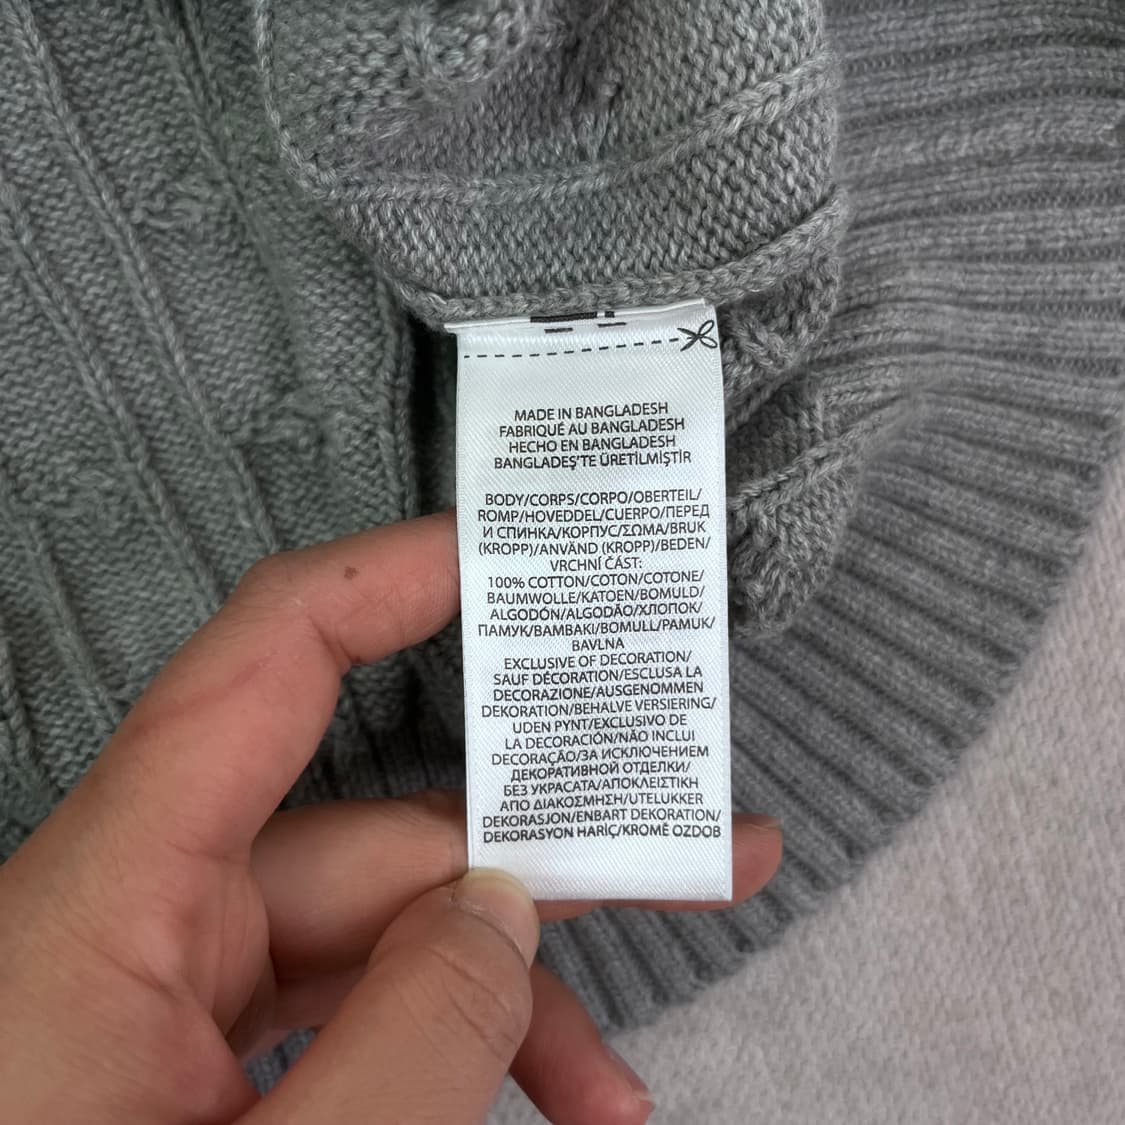 MADE IN BANGLADESH
FABRIQUÉ AU BANGLADESH
HECHO EN BANGLADESH
BANGLADEŞ'TE ÜRETİLMİŞTİR
BODY/CORPS/CORPO/OBERTEIL/
ROMP/HOVEDDEL/CUERPO/ПЕРЕД
И СПИНКА/КОРПУС/ΣΩΜΑ/BRUK
(KROPP)/ANVÄND (KROPP)/BEDEN/
VRCHNÍ ČÁST:
100% COTTON/COTON/COTONE/
BAUMWOLLE/KATOEN/BOMULD/
ALGODÓN/ALGODÃO/ХЛОПОК/
ПАМУК/ΒΑΜΒΑΚΙ/BOMULL/PAMUK/
BAVLNA
EXCLUSIVE OF DECORATION/
SAUF DÉCORATION/ESCLUSA LA
DECORAZIONE/AUSGENOMMEN
DEKORATION/BEHALVE VERSIERING/
UDEN PYNT/EXCLUSIVO DE
LA DECORACIÓN/NÃO INCLUI
DECORAÇÃO/ЗА ИСКЛЮЧЕНИЕМ
ДЕКОРАТИВНОЙ ОТДЕЛКИ/
БЕЗ УКРАСАТА/ΑΠΟΚΛΕΙΣΤΙΚΗ
ΑΠΟ ΔΙΑΚΟΣΜΗΣΗ/UTELUKKER
DEKORASJON/ENBART DEKORATION/
DEKORASYON HARİÇ/KROMĚ OZDOB